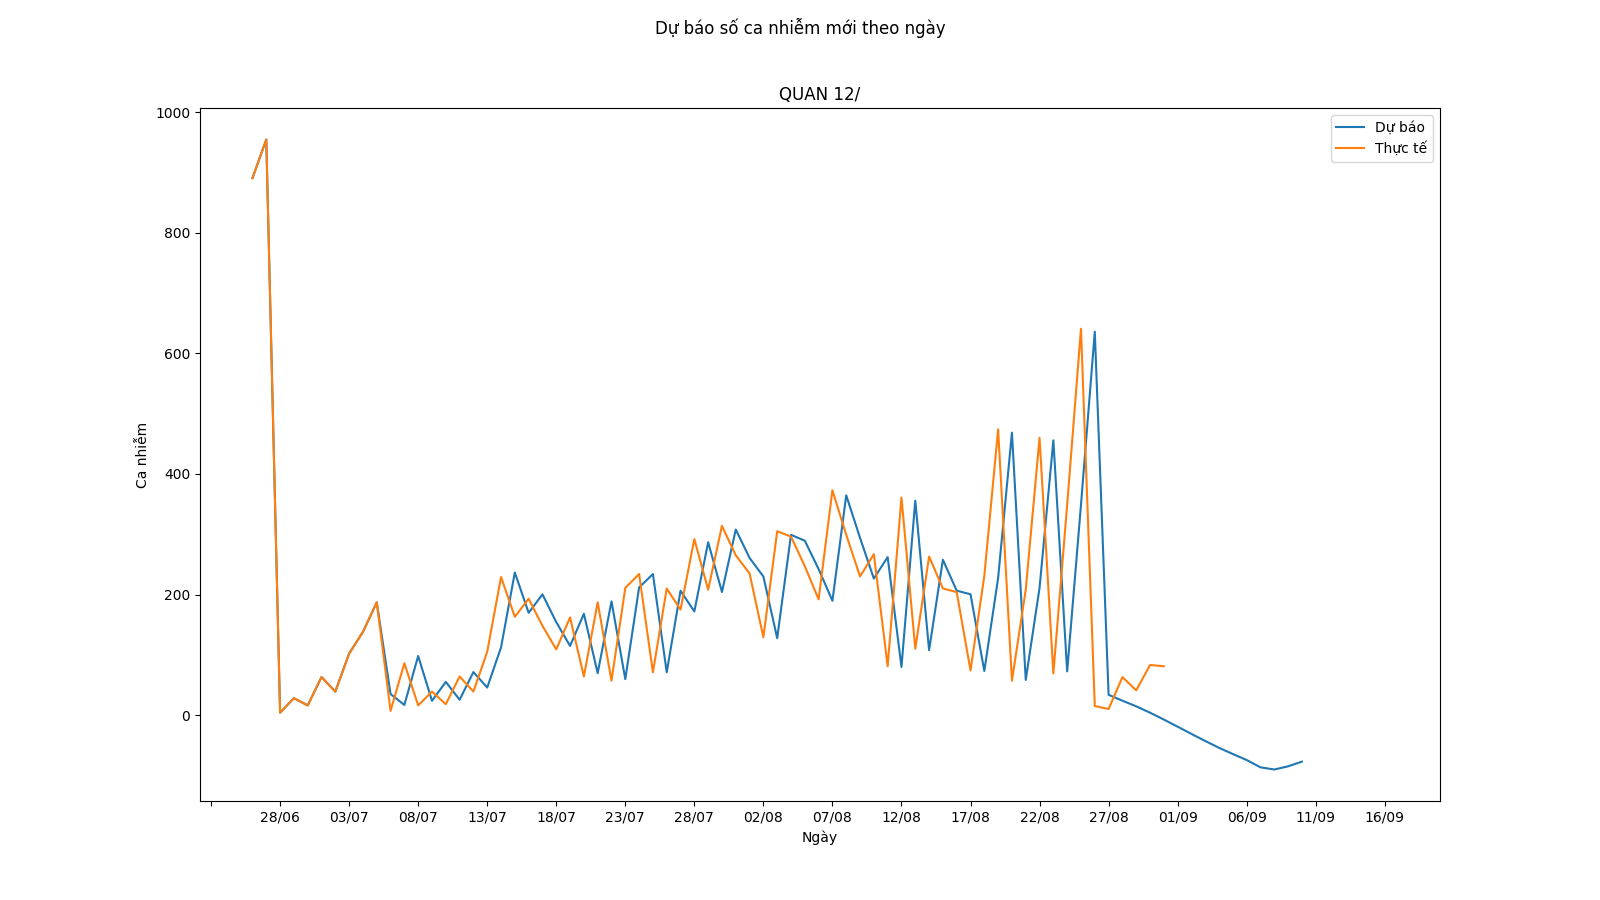 Dự báo số ca nhiễm mới theo ngày
QUAN 12/
Dự báo
Thực tế
1000
800
600
400
200
0
Ca nhiễm
28/06 03/07 08/07 13/07 18/07 23/07 28/07 02/08 07/08 12/08 17/08 22/08 27/08 01/09 06/09 11/09 16/09
Ngày